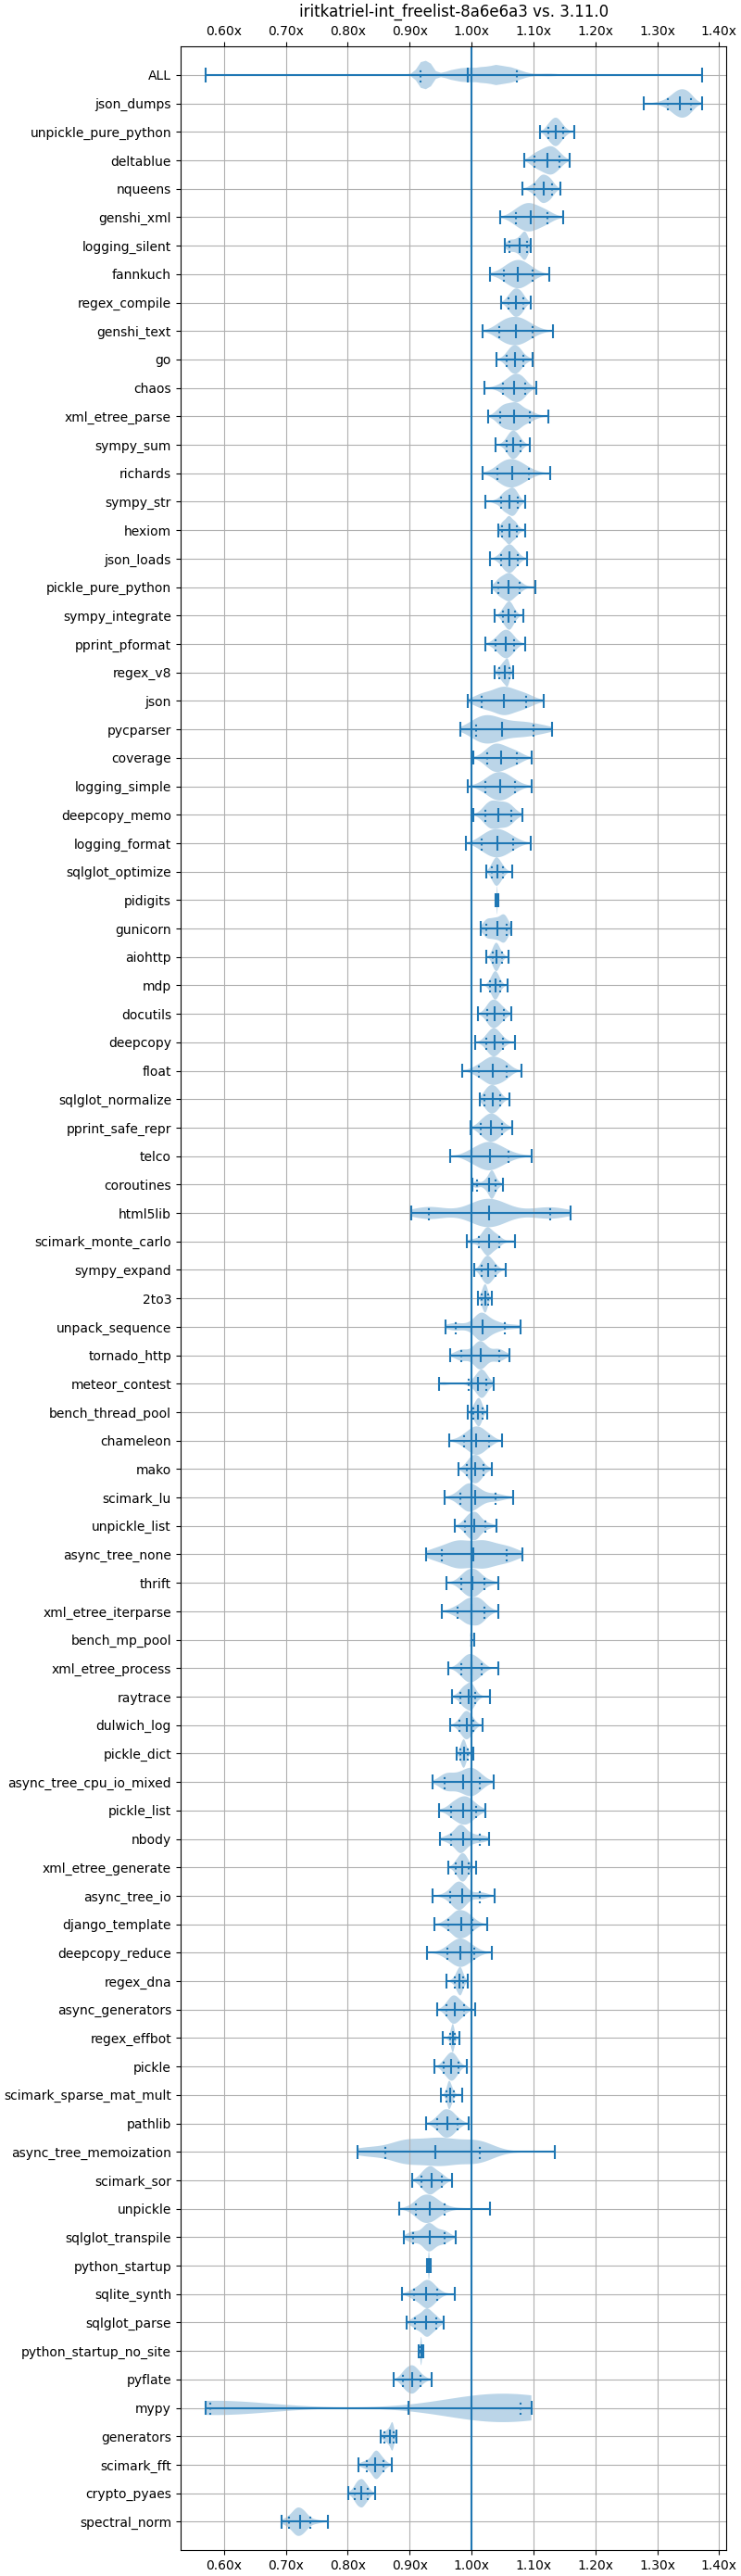 iritkatriel-int_freelist-8a6e6a3 vs. 3.11.0
0.60x 0.70x 0.80x 0.90x 1.00x 1.10x 1.20x 1.30x 1.40x
ALL
json_dumps
unpickle_pure_python
deltablue
nqueens
genshi_xml
logging_silent
fannkuch
regex_compile
genshi_text
go
chaos
xml_etree_parse
sympy_sum
richards
sympy_str
hexiom
json_loads
pickle_pure_python
sympy_integrate
pprint_pformat
regex_v8
json
pycparser
coverage
logging_simple
deepcopy_memo
logging_format
sqlglot_optimize
pidigits
gunicorn
aiohttp
mdp
docutils
deepcopy
float
sqlglot_normalize
pprint_safe_repr
telco
coroutines
html5lib
scimark_monte_carlo
sympy_expand
2to3
unpack_sequence
tornado_http
meteor_contest
bench_thread_pool
chameleon
mako
scimark_lu
unpickle_list
async_tree_none
thrift
xml_etree_iterparse
bench_mp_pool
xml_etree_process
raytrace
dulwich_log
pickle_dict
async_tree_cpu_io_mixed
pickle_list
nbody
xml_etree_generate
async_tree_io
django_template
deepcopy_reduce
regex_dna
async_generators
regex_effbot
pickle
scimark_sparse_mat_mult
pathlib
async_tree_memoization
scimark_sor
unpickle
sqlglot_transpile
python_startup
sqlite_synth
sqlglot_parse
python_startup_no_site
pyflate
mypy
generators
scimark_fft
crypto_pyaes
spectral_norm
0.60x 0.70x 0.80x 0.90x 1.00x 1.10x 1.20x 1.30x 1.40x